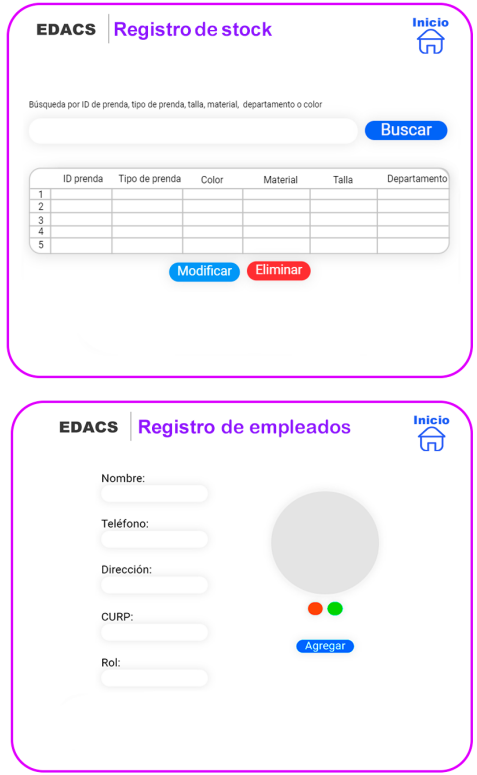 EDACS Registro de stock
Inicio
Búsqueda por ID de prenda, tipo de prenda, talla, material, departamento o color
Buscar
ID prenda Tipo de prenda Color Material Talla Departamento
1
2
3
4
5
Modificar Eliminar
EDACS Registro de empleados
Inicio
Nombre:
Teléfono:
Dirección:
CURP:
Rol:
Agregar